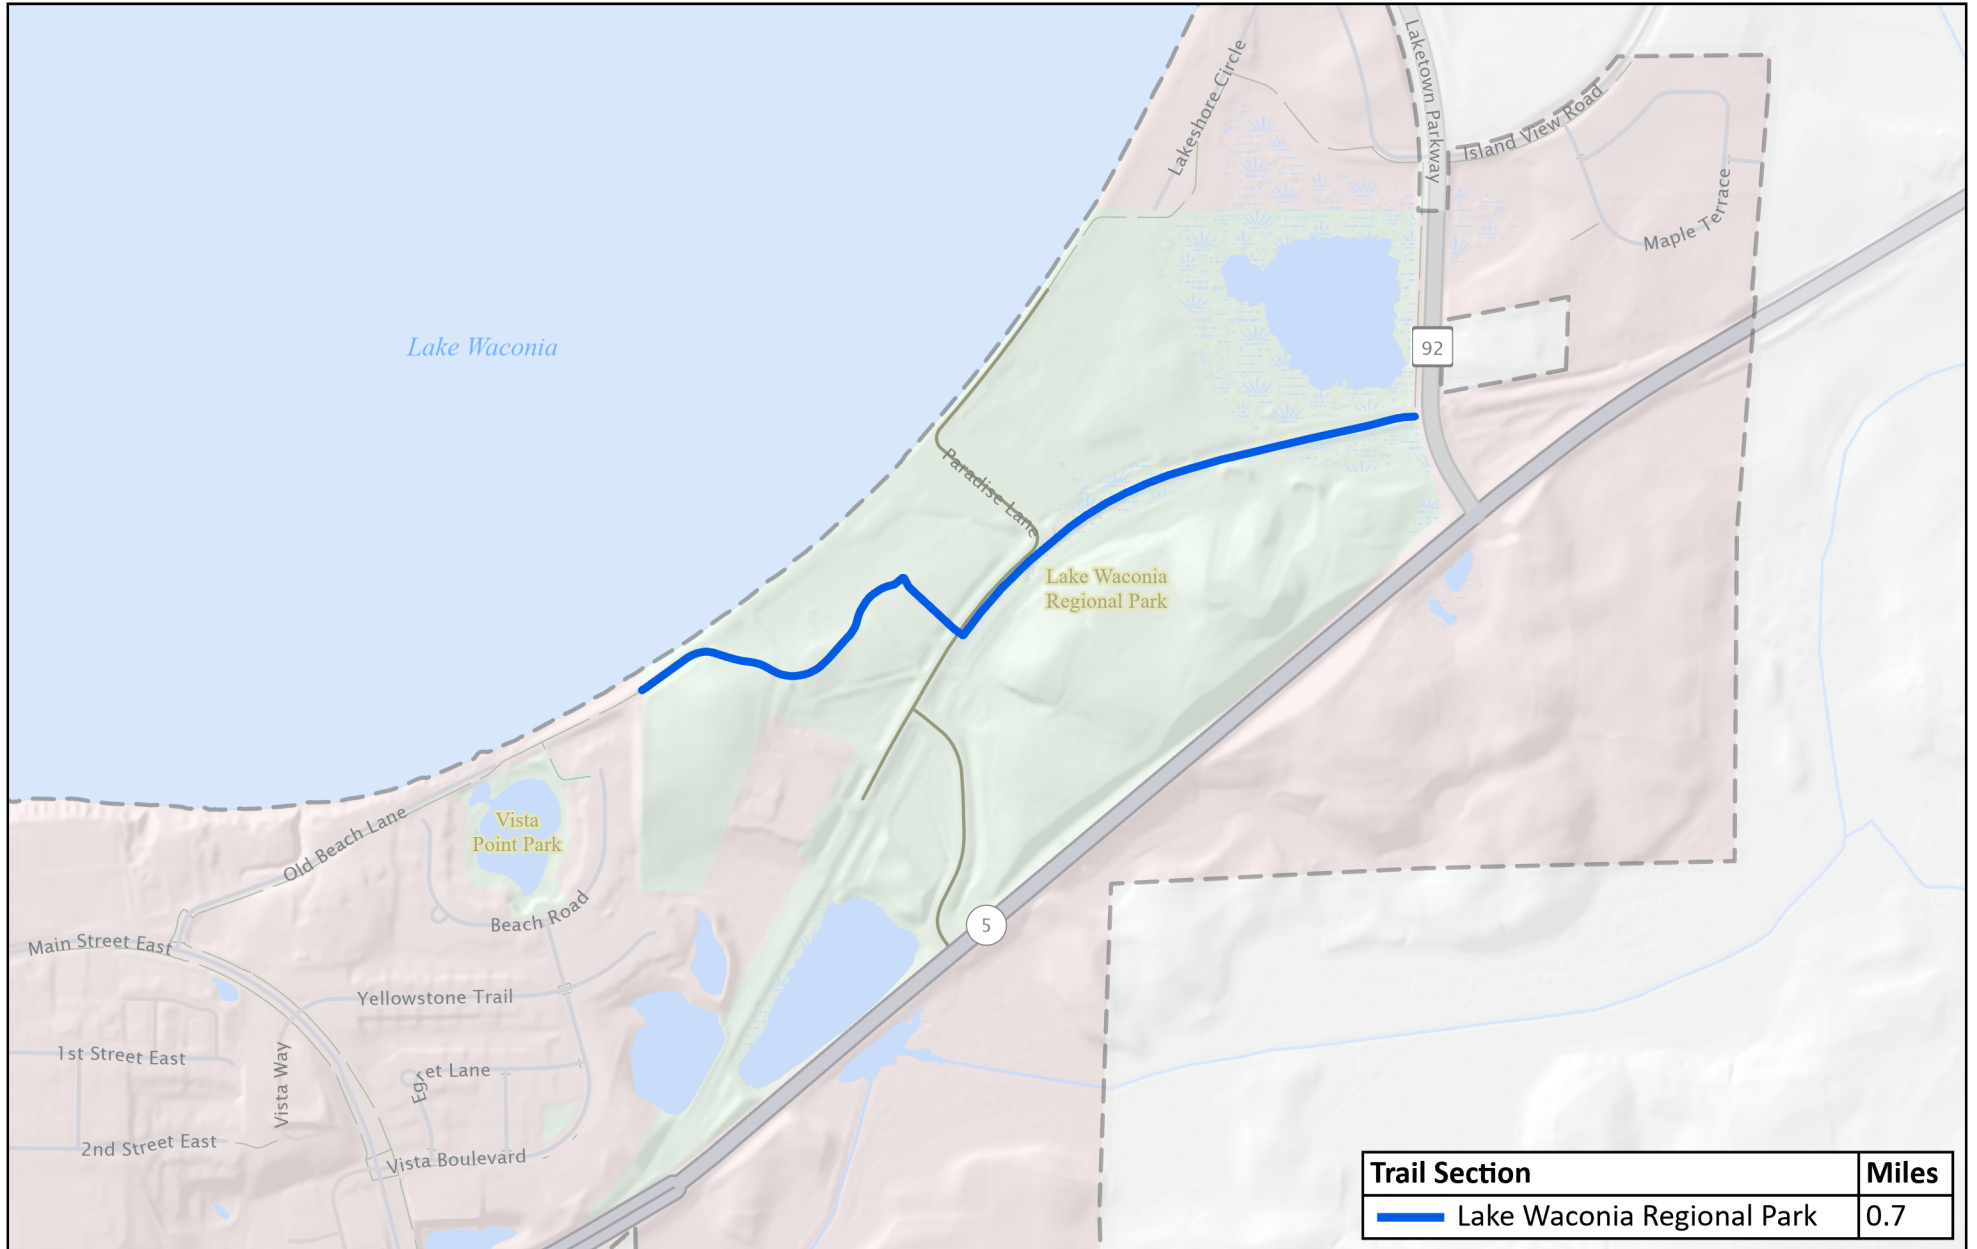 Lakeshore Circle
Laketown Parkway
Island View Road
Maple Terrace
Lake Waconia
92
Paradise Lane
Lake Waconia
Regional Park
Vista
Point Park
Old Beach Lane
Beach Road
5
Main Street East
Yellowstone Trail
1st Street East
Vista Way
Egret Lane
2nd Street East
Vista Boulevard
Trail Section Miles
Lake Waconia Regional Park 0.7